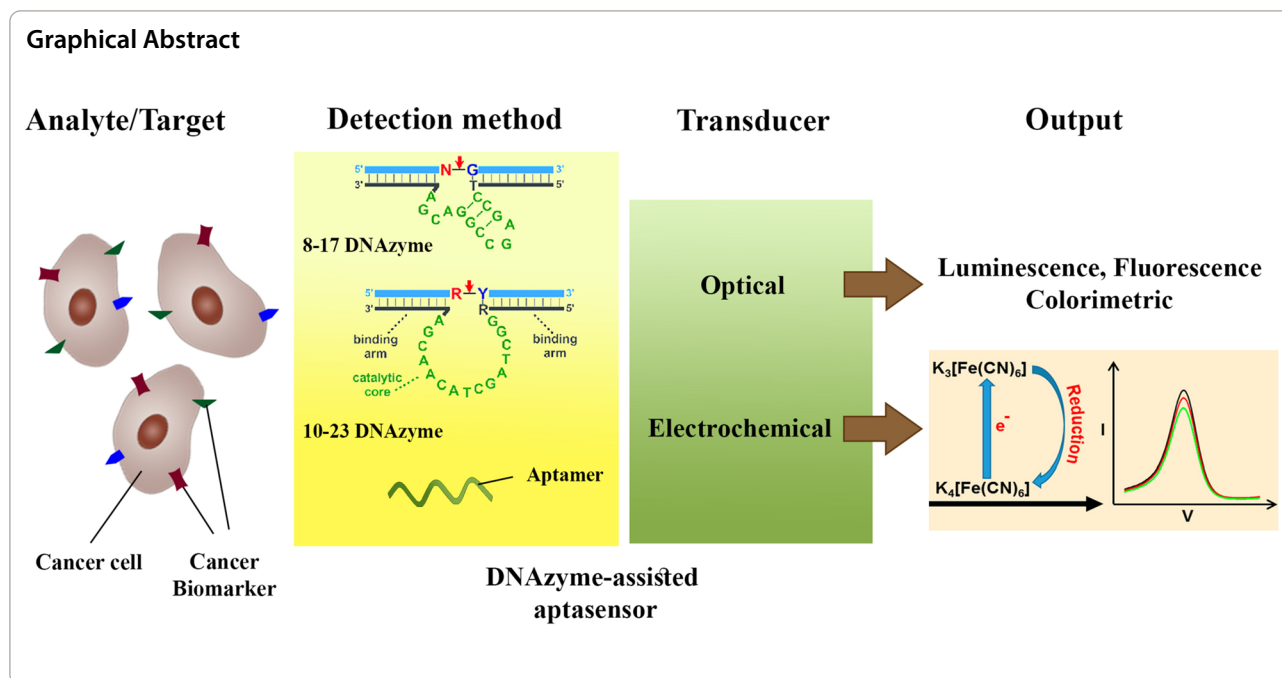 Graphical Abstract
Analyte/Target
Detection method
Transducer
Output
5' N G 3'
3' T 5'
A G C A G G C C G A G C C
8-17 DNAzyme
5' R Y 3'
3' R 5'
binding arm
binding arm
A G C A A C A T C G A T C G G
catalytic core
10-23 DNAzyme
Aptamer
Cancer cell
Cancer
Biomarker
Optical
Electrochemical
DNAzyme-assisted
aptasensor
Luminescence, Fluorescence
Colorimetric
K3[Fe(CN)6]
e-
Reduction
K4[Fe(CN)6]
I
V